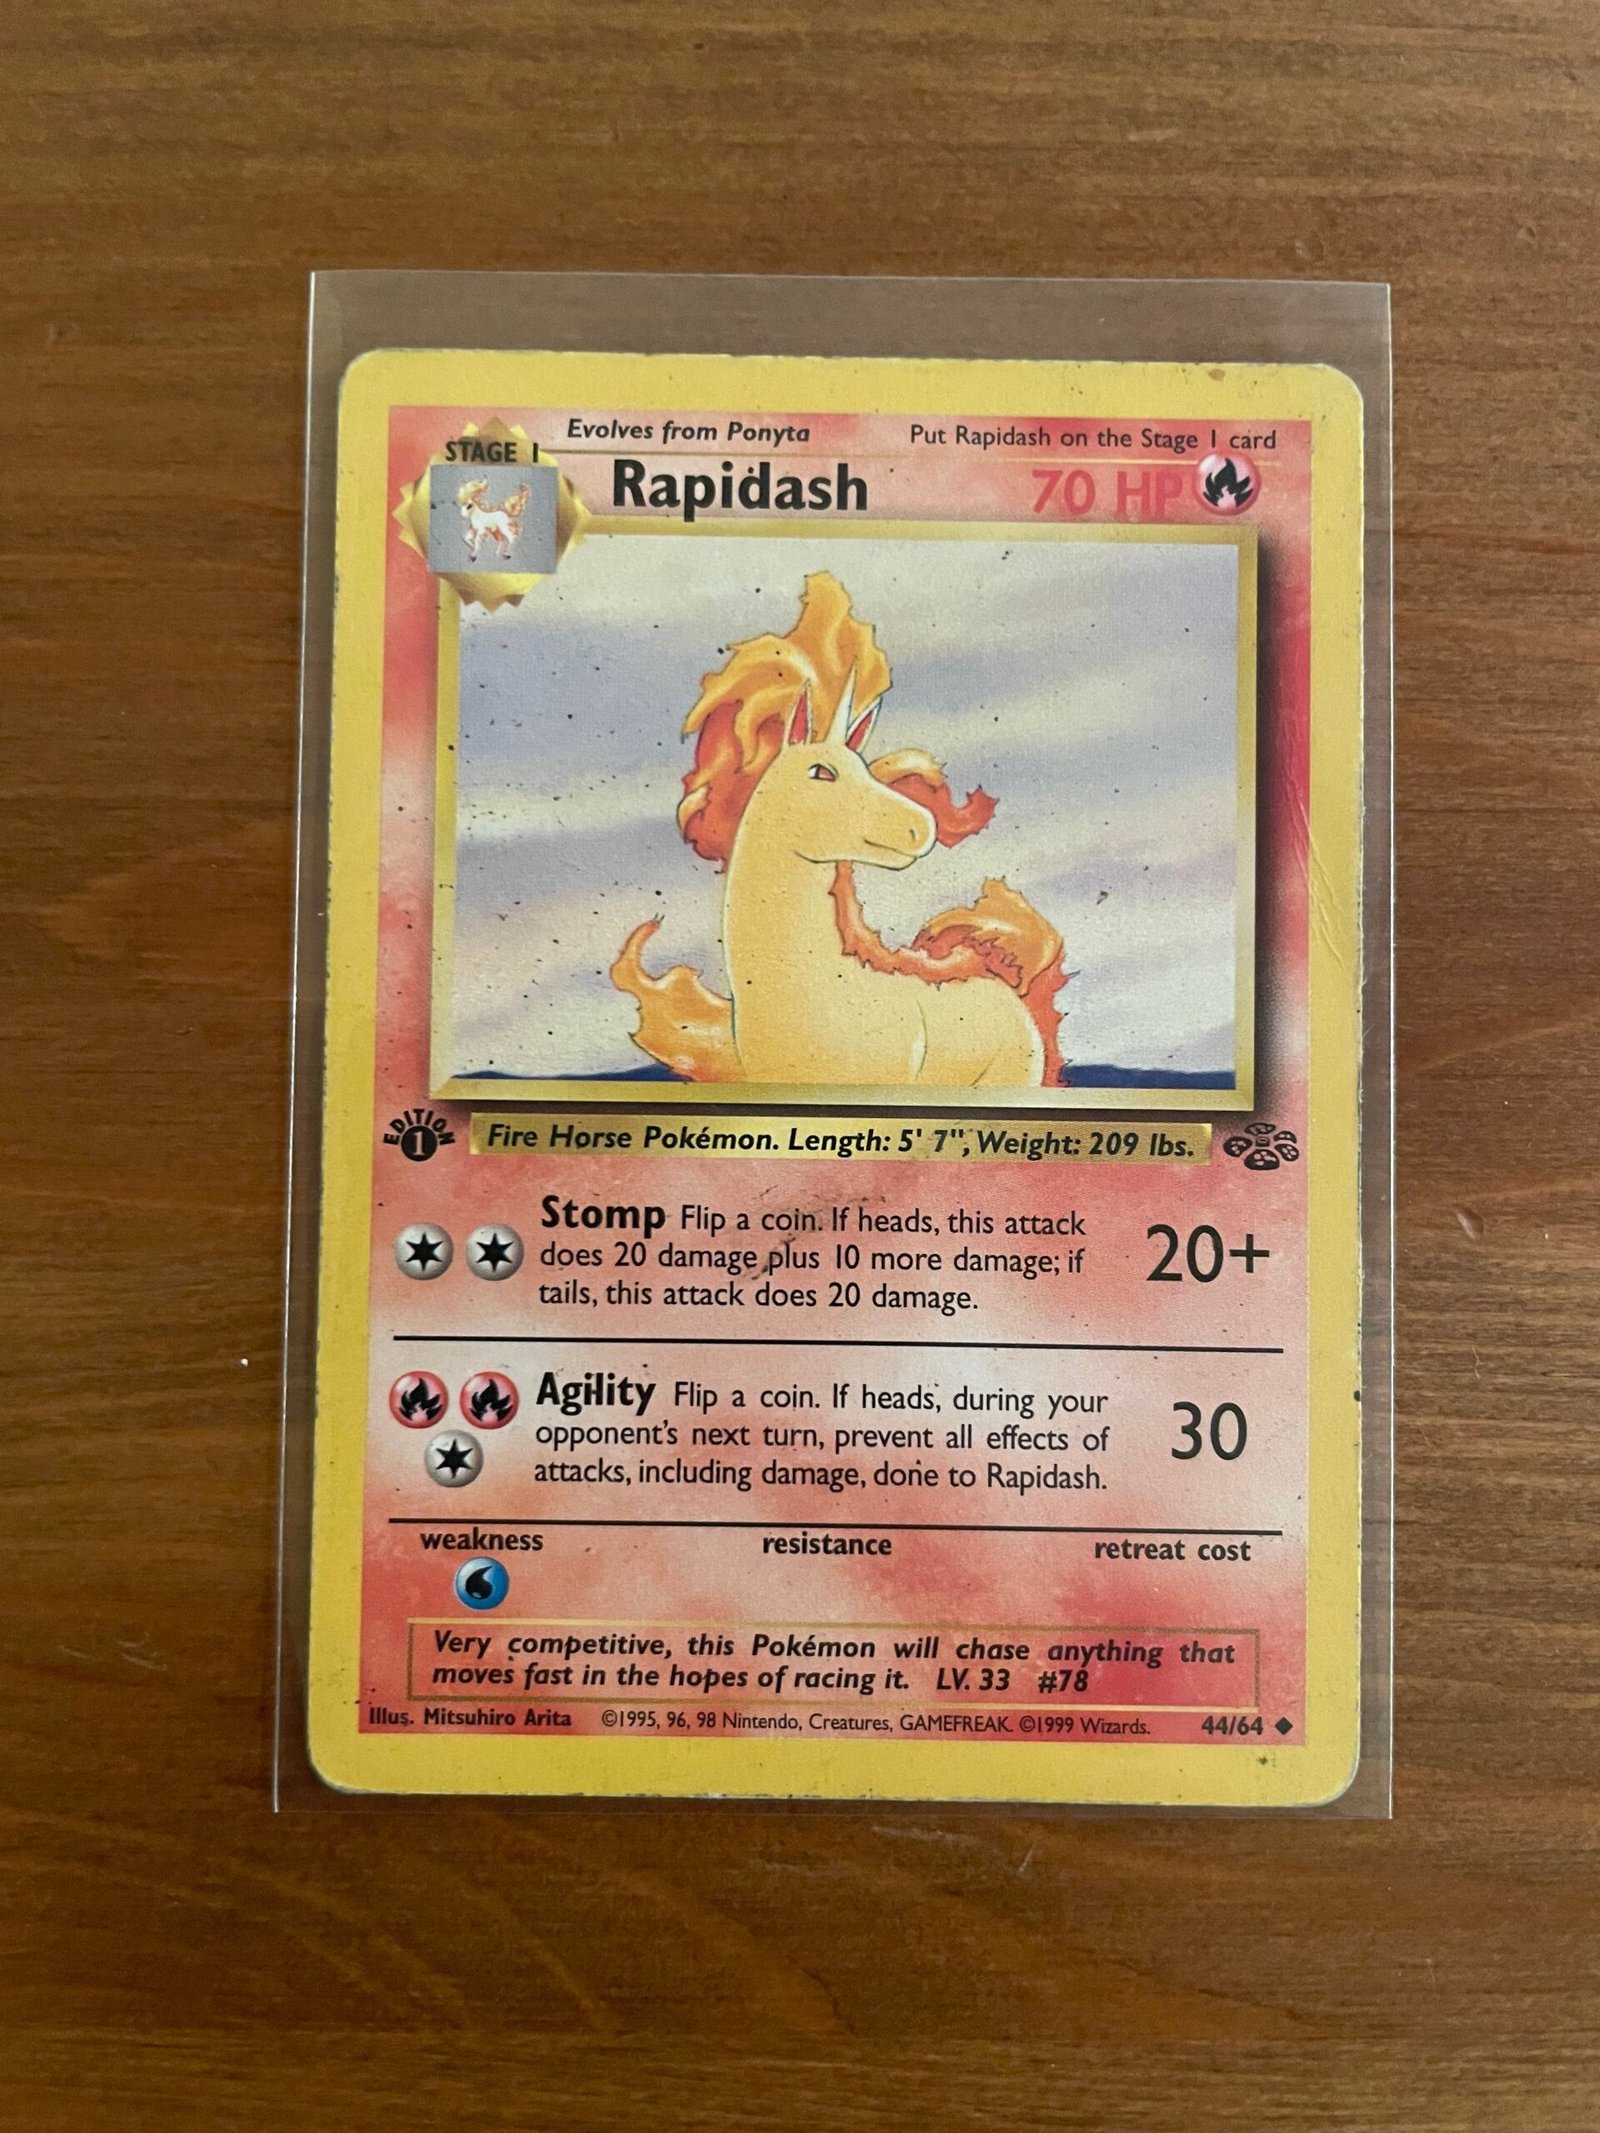 Evolves from Ponyta
Put Rapidash on the Stage 1 card
STAGE 1
Rapidash
70 HP
EDITION
1
Fire Horse Pokémon. Length: 5' 7", Weight: 209 lbs.
Stomp Flip a coin. If heads, this attack
does 20 damage plus 10 more damage; if
tails, this attack does 20 damage.
20+
Agility Flip a coin. If heads, during your
opponent's next turn, prevent all effects of
attacks, including damage, done to Rapidash.
30
weakness
resistance
retreat cost
Very competitive, this Pokémon will chase anything that
moves fast in the hopes of racing it. LV. 33 #78
Illus. Mitsuhiro Arita ©1995, 96, 98 Nintendo, Creatures, GAMEFREAK. ©1999 Wizards. 44/64 ◆